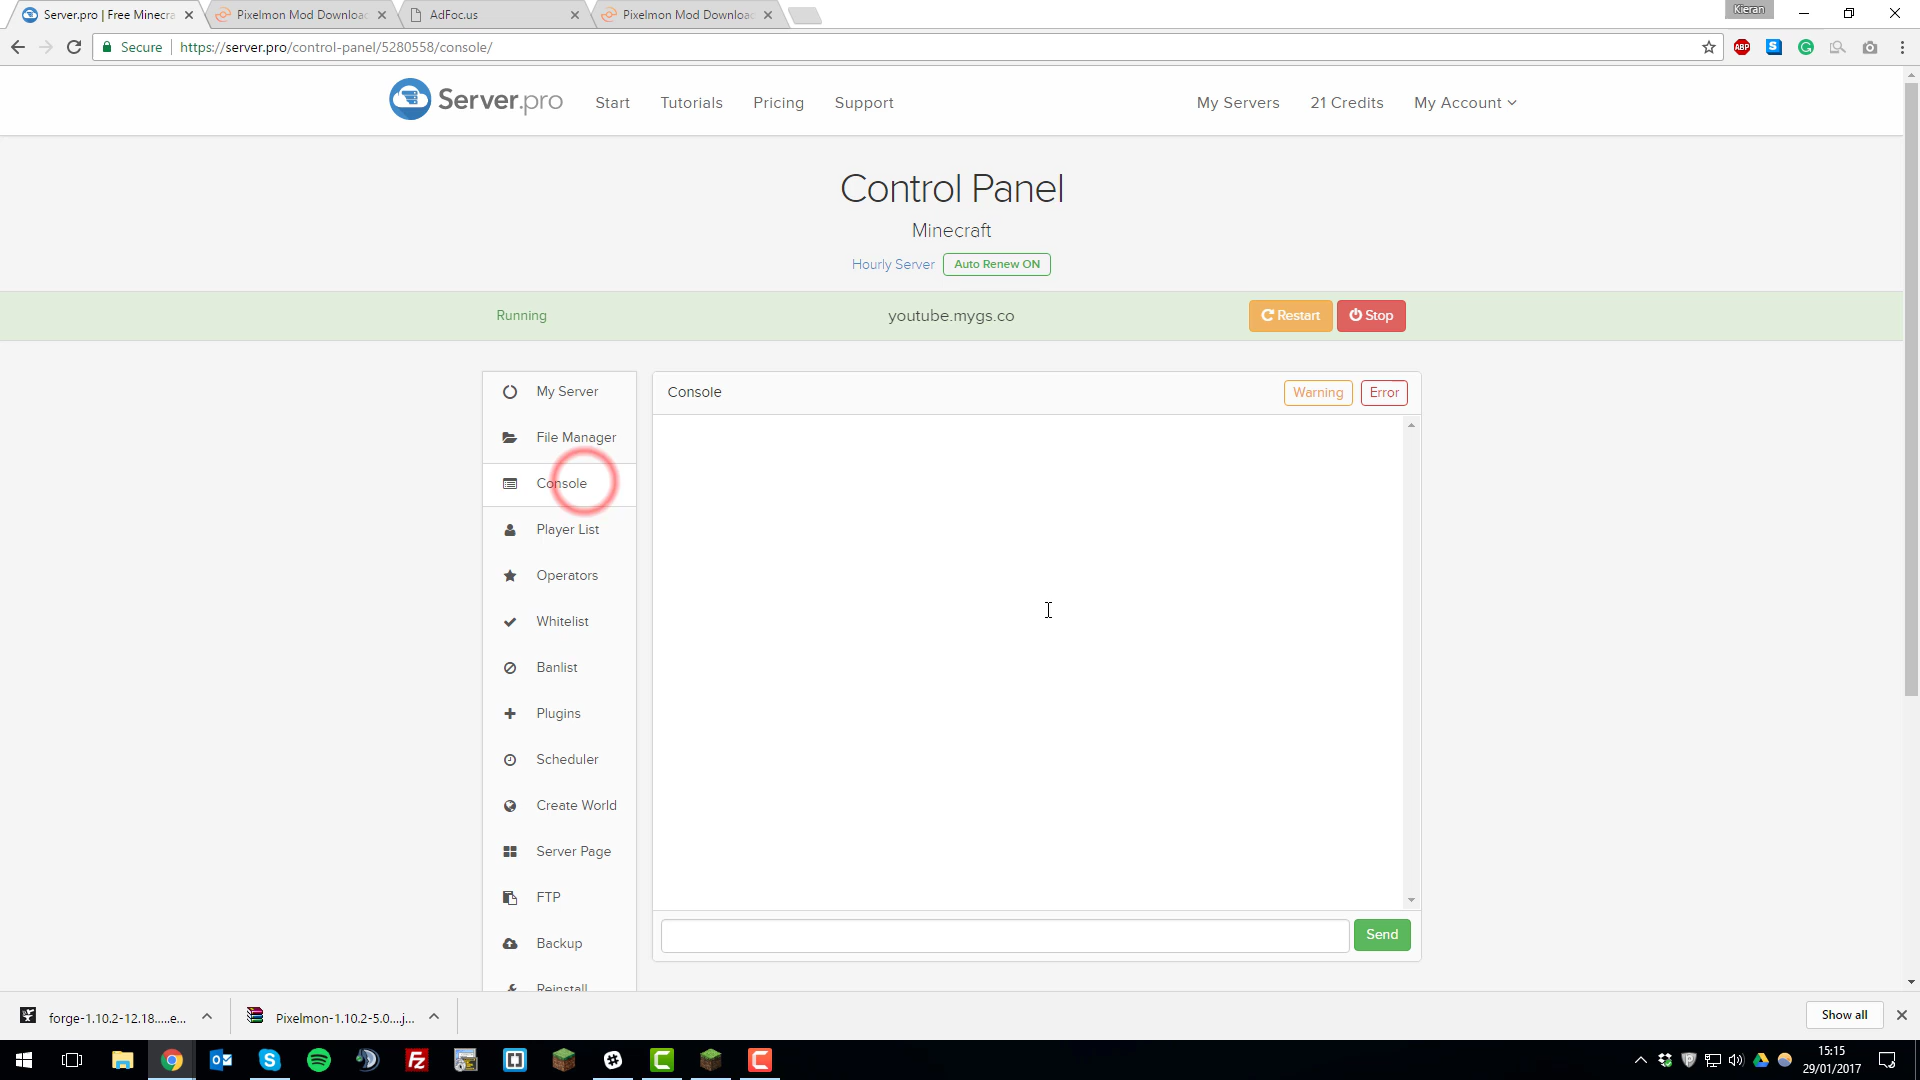 Server.pro | Free Minecra
Pixelmon Mod Downloac
AdFoc.us
Pixelmon Mod Downloac
Kieran
Secure
https://server.pro/control-panel/5280558/console/
ABP
Server.pro
Start
Tutorials
Pricing
Support
My Servers
21 Credits
My Account
Control Panel
Minecraft
Hourly Server
Auto Renew ON
Running
youtube.mygs.co
Restart
Stop
My Server
File Manager
Console
Player List
Operators
Whitelist
Banlist
Plugins
Scheduler
Create World
Server Page
FTP
Backup
Reinstall
Console
Warning
Error
Send
forge-1.10.2-12.18.....e...
Pixelmon-1.10.2-5.0....j...
Show all
15:15
29/01/2017